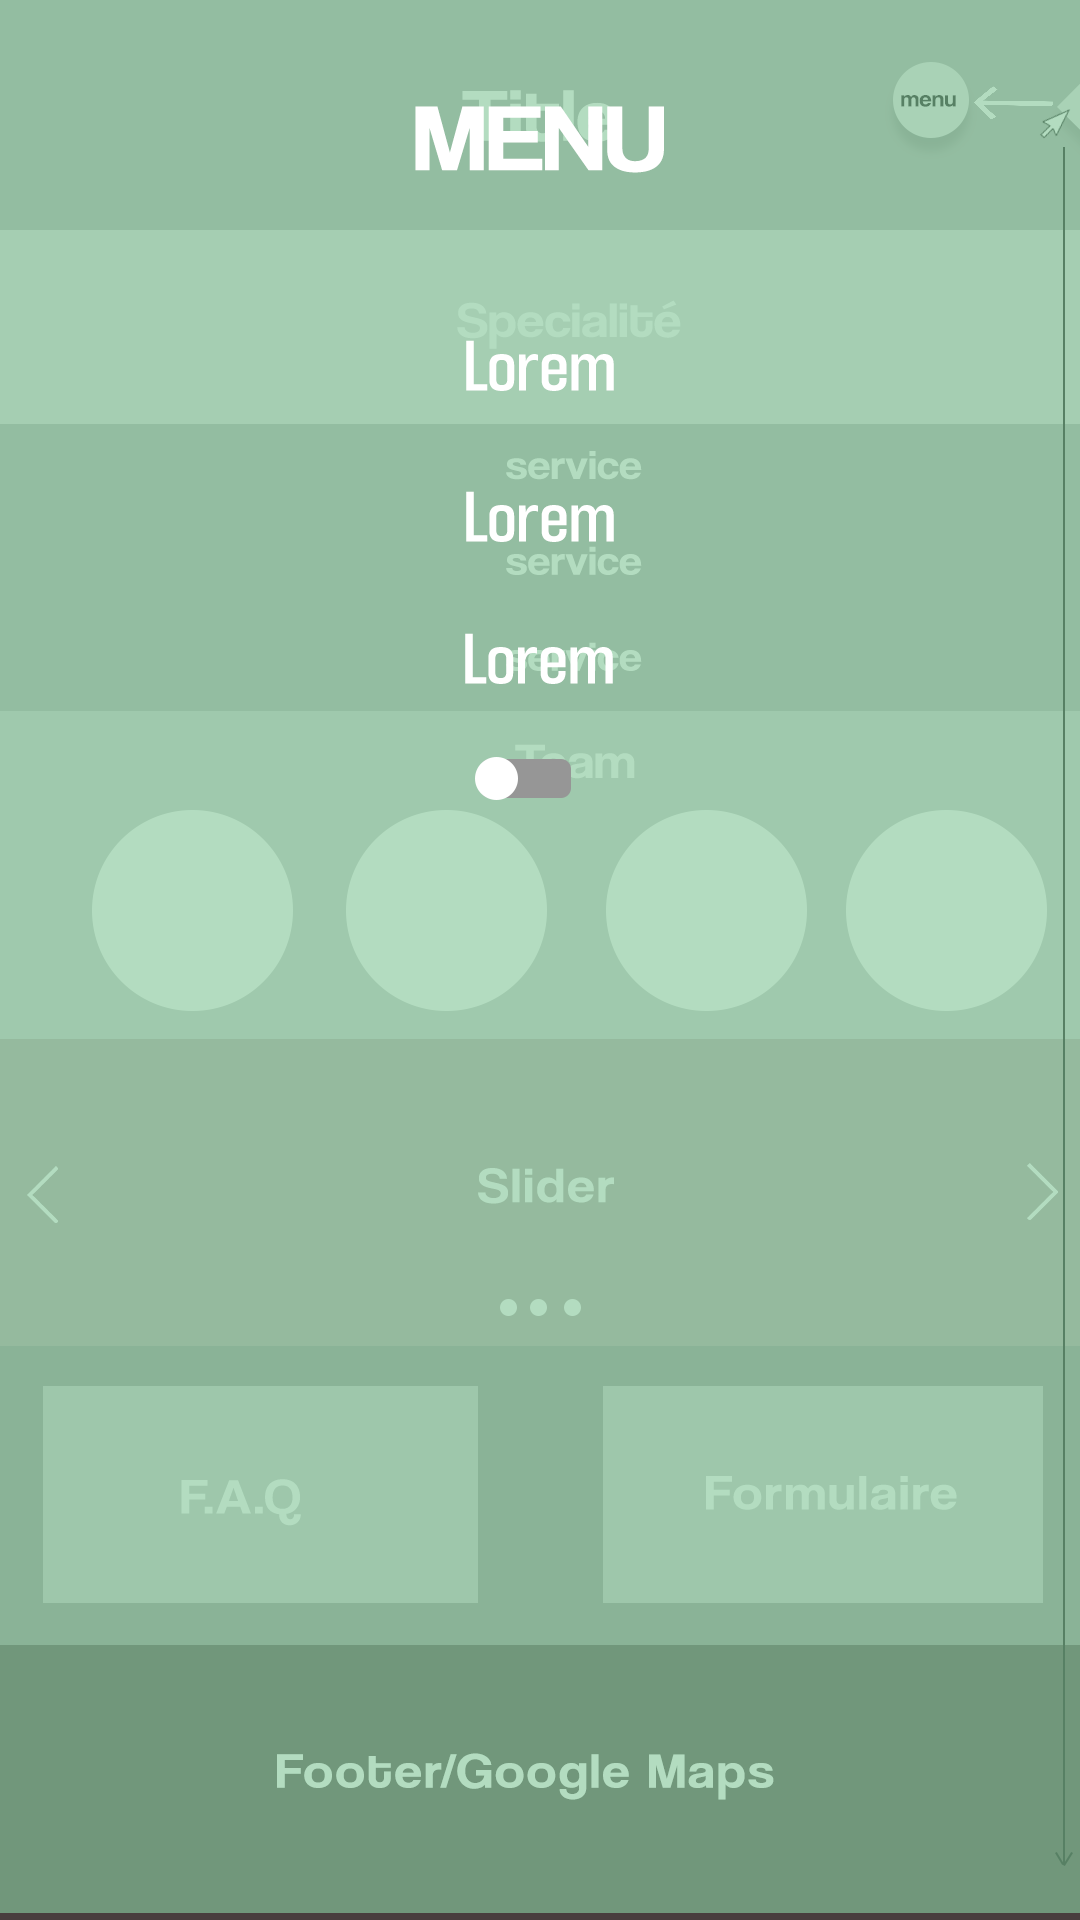 Title
MENU
menu
Specialité
Lorem
service
Lorem
service
Lorem
service
Team
Slider
F.A.Q
Formulaire
Footer/Google Maps